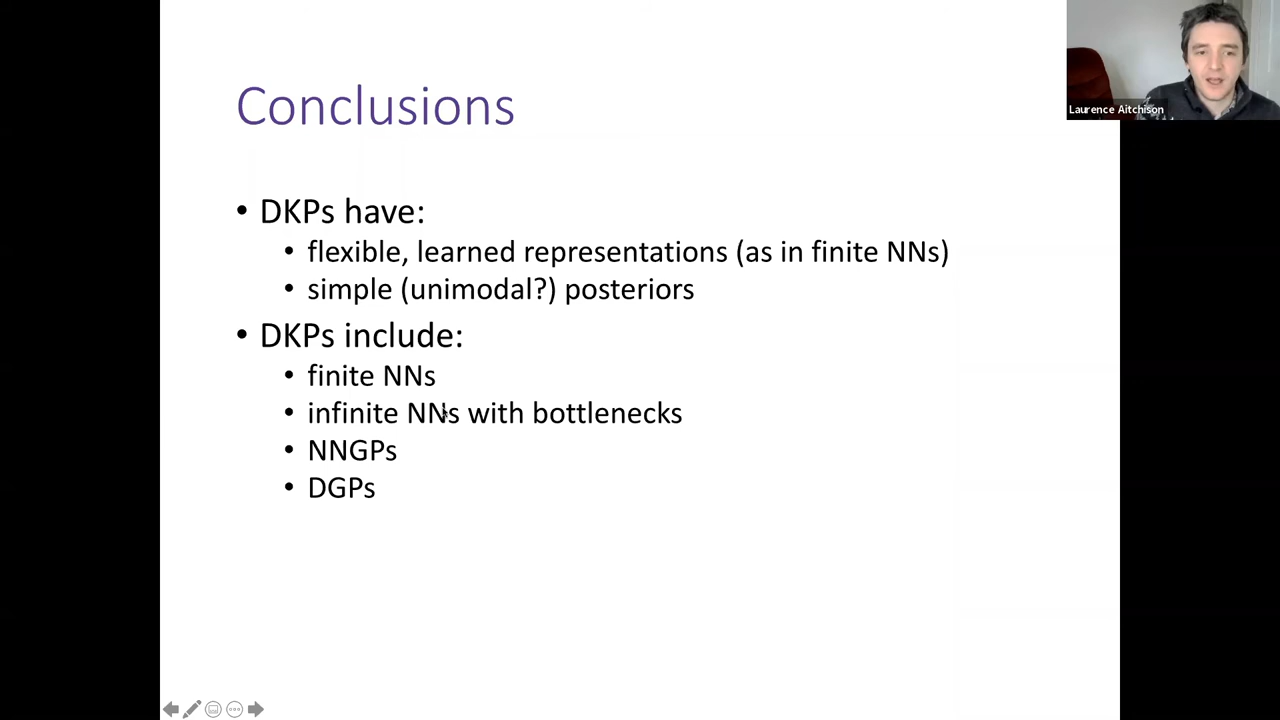 Conclusions
Laurence Aitchison
• DKPs have:
• flexible, learned representations (as in finite NNs)
• simple (unimodal?) posteriors
• DKPs include:
• finite NNs
• infinite NNs with bottlenecks
• NNGPs
• DGPs